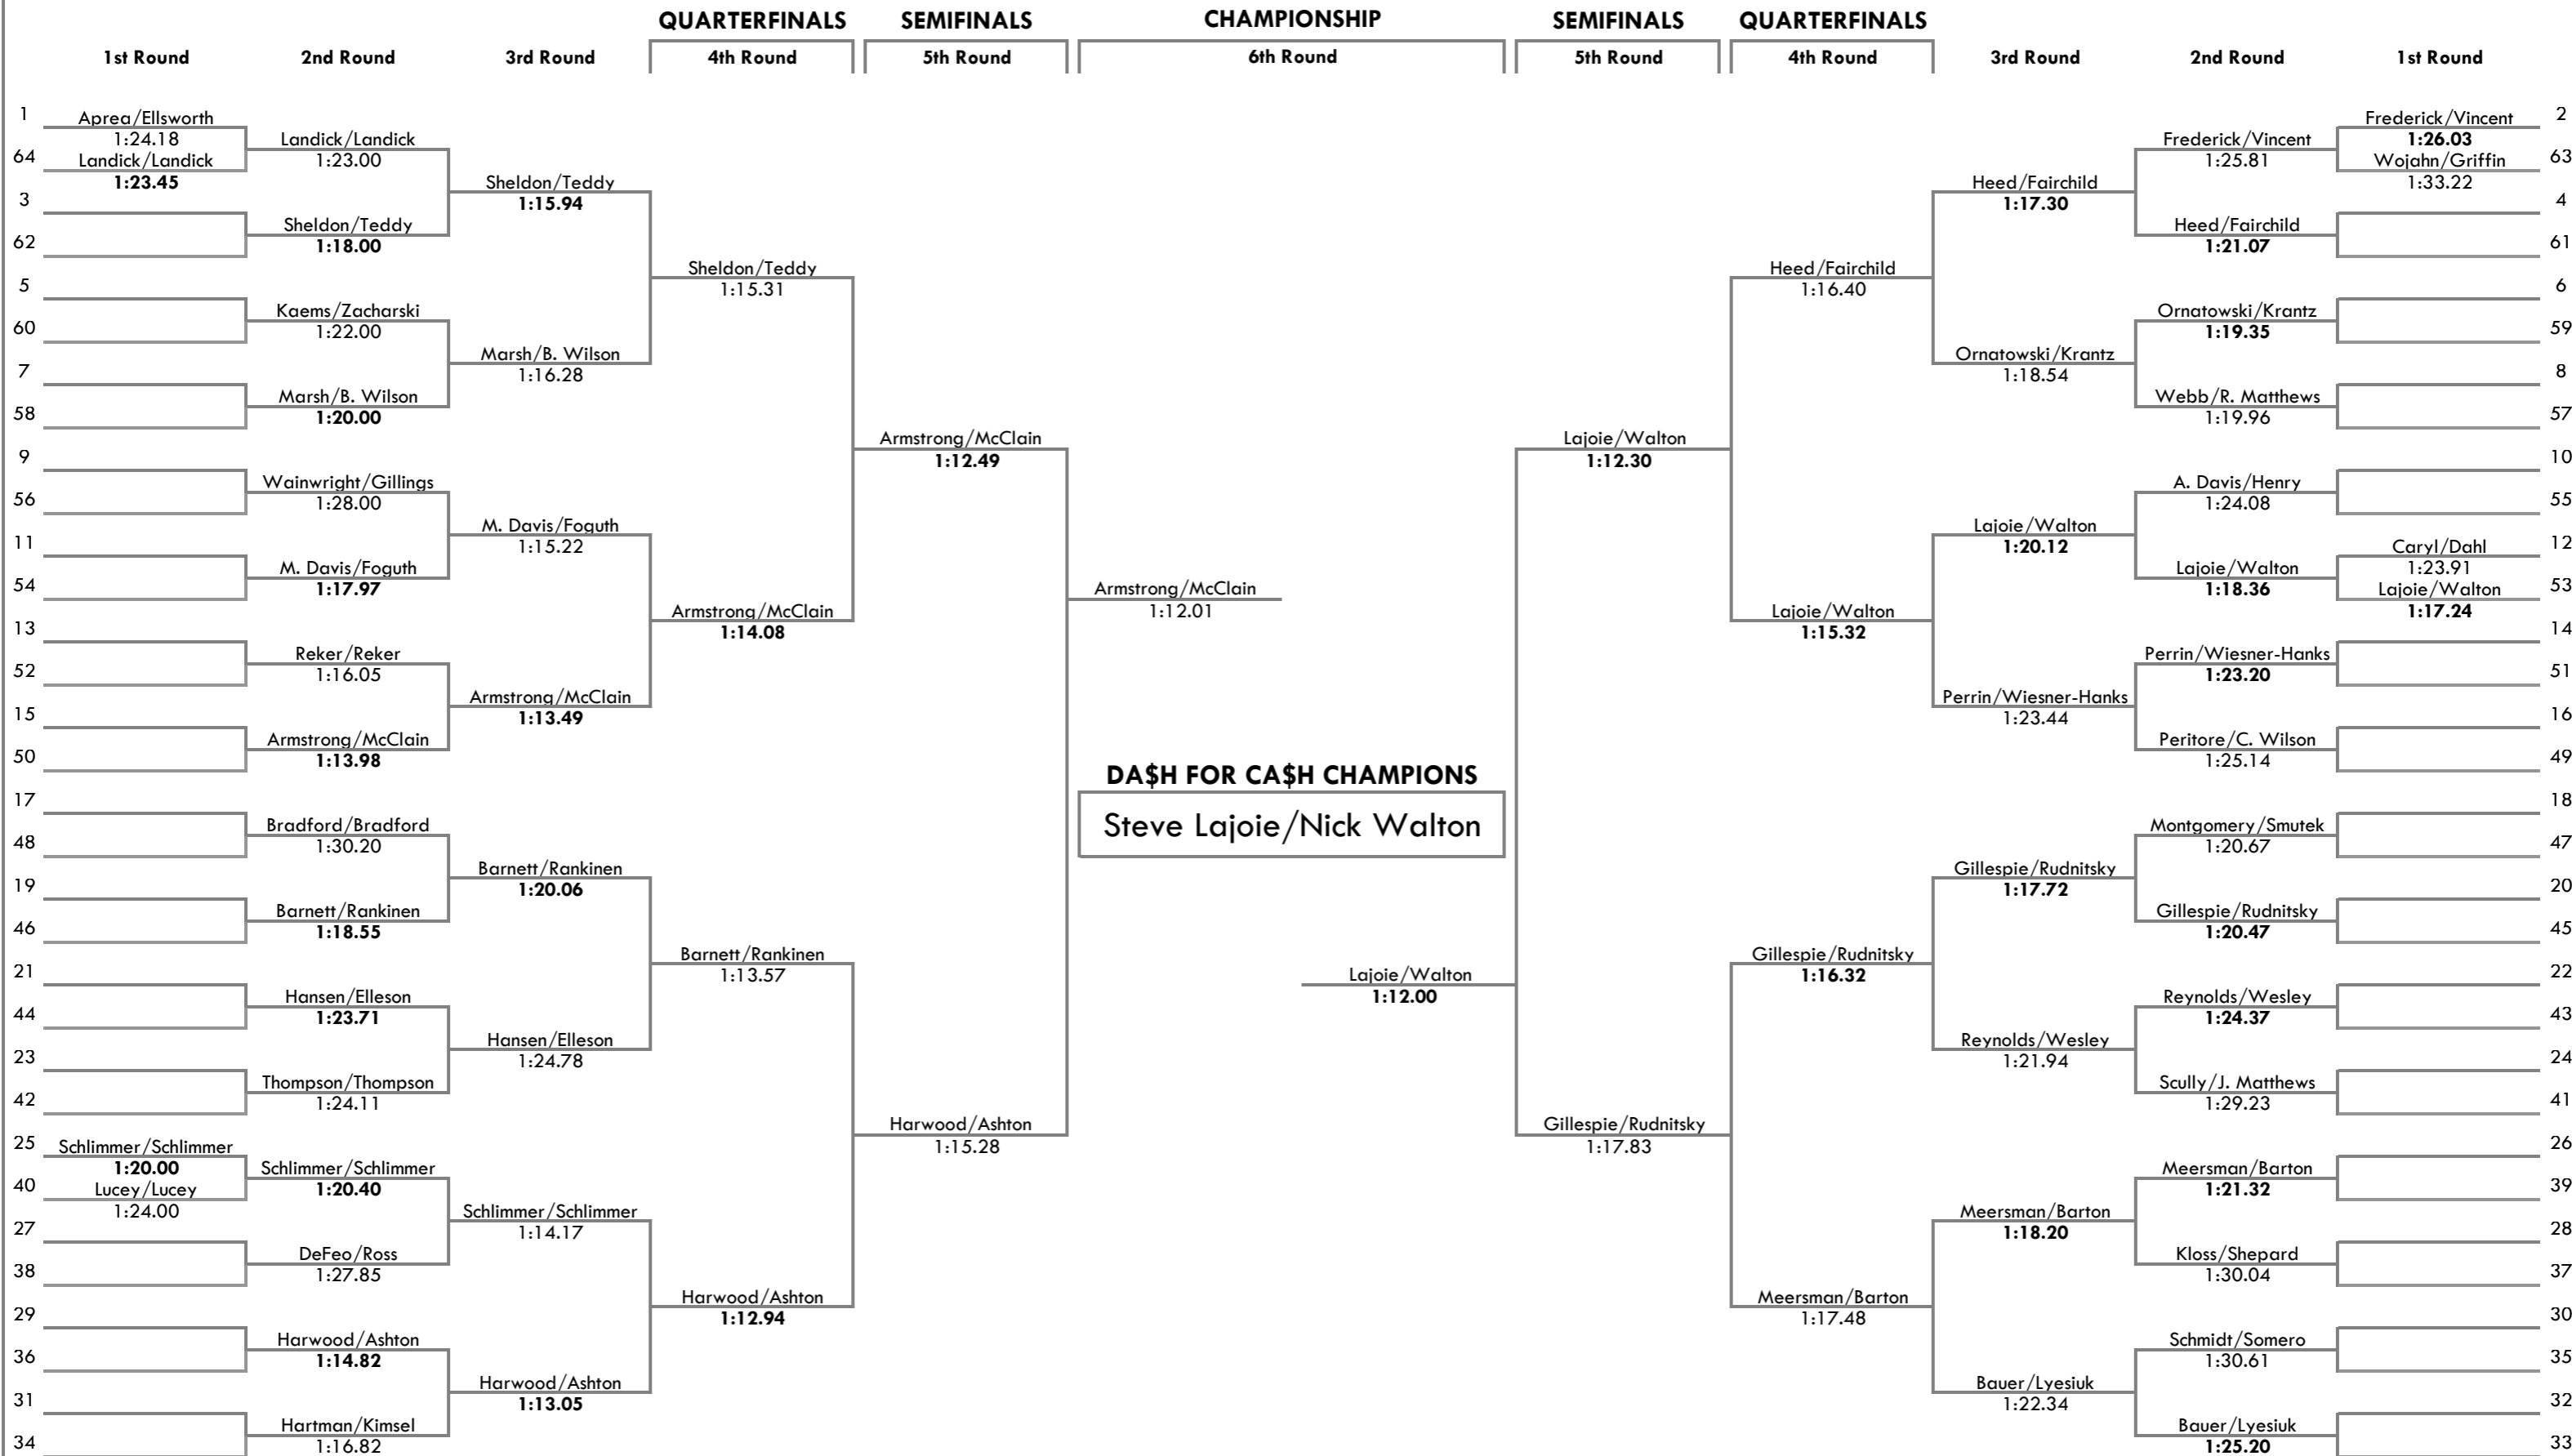 QUARTERFINALS SEMIFINALS CHAMPIONSHIP SEMIFINALS QUARTERFINALS
1st Round 2nd Round 3rd Round 4th Round 5th Round 6th Round 5th Round 4th Round 3rd Round 2nd Round 1st Round
1 2
Aprea/Ellsworth Frederick/Vincent
1:24.18 Landick/Landick Frederick/Vincent 1:26.03
64 Landick/Landick 1:23.00 1:25.81 Wojahn/Griffin 63
1:23.45 Sheldon/Teddy Heed/Fairchild 1:33.22
3 1:15.94 1:17.30 4
Sheldon/Teddy Heed/Fairchild
62 1:18.00 1:21.07 61
Sheldon/Teddy Heed/Fairchild
5 1:15.31 1:16.40 6
Kaems/Zacharski Ornatowski/Krantz
60 1:22.00 1:19.35 59
Marsh/B. Wilson Ornatowski/Krantz
7 1:16.28 1:18.54 8
Marsh/B. Wilson Webb/R. Matthews
58 1:20.00 1:19.96 57
Armstrong/McClain Lajoie/Walton
9 1:12.49 1:12.30 10
Wainwright/Gillings A. Davis/Henry
56 1:28.00 1:24.08 55
M. Davis/Foguth Lajoie/Walton
11 1:15.22 1:20.12 Caryl/Dahl 12
M. Davis/Foguth Lajoie/Walton 1:23.91
54 1:17.97 Armstrong/McClain 1:18.36 Lajoie/Walton 53
Armstrong/McClain 1:12.01 Lajoie/Walton 1:17.24
13 1:14.08 1:15.32 14
Reker/Reker Perrin/Wiesner-Hanks
52 1:16.05 1:23.20 51
Armstrong/McClain Perrin/Wiesner-Hanks
15 1:13.49 1:23.44 16
Armstrong/McClain Peritore/C. Wilson
50 1:13.98 1:25.14 49
DA$H FOR CA$H CHAMPIONS
17 18
Steve Lajoie/Nick Walton
Bradford/Bradford Montgomery/Smutek
48 1:30.20 1:20.67 47
Barnett/Rankinen Gillespie/Rudnitsky
19 1:20.06 1:17.72 20
Barnett/Rankinen Gillespie/Rudnitsky
46 1:18.55 1:20.47 45
Barnett/Rankinen Gillespie/Rudnitsky
21 1:13.57 Lajoie/Walton 1:16.32 22
Hansen/Elleson 1:12.00 Reynolds/Wesley
44 1:23.71 1:24.37 43
Hansen/Elleson Reynolds/Wesley
23 1:24.78 1:21.94 24
Thompson/Thompson Scully/J. Matthews
42 1:24.11 1:29.23 41
Harwood/Ashton Gillespie/Rudnitsky
25 1:15.28 1:17.83 26
Schlimmer/Schlimmer
1:20.00 Schlimmer/Schlimmer Meersman/Barton
40 Lucey/Lucey 1:20.40 1:21.32 39
1:24.00 Schlimmer/Schlimmer Meersman/Barton
27 1:14.17 1:18.20 28
DeFeo/Ross Kloss/Shepard
38 1:27.85 1:30.04 37
Harwood/Ashton Meersman/Barton
29 1:12.94 1:17.48 30
Harwood/Ashton Schmidt/Somero
36 1:14.82 1:30.61 35
Harwood/Ashton Bauer/Lyesiuk
31 1:13.05 1:22.34 32
Hartman/Kimsel Bauer/Lyesiuk
34 1:16.82 1:25.20 33